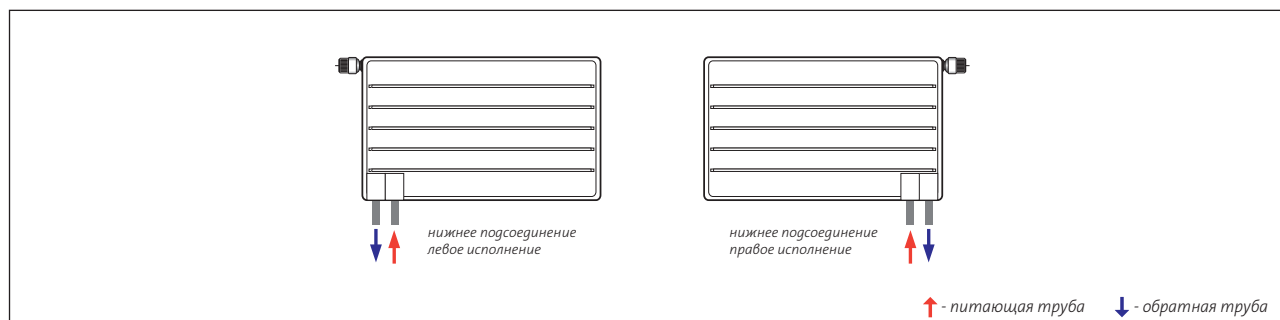 нижнее подсоединение
левое исполнение
нижнее подсоединение
правое исполнение
- питающая труба
- обратная труба